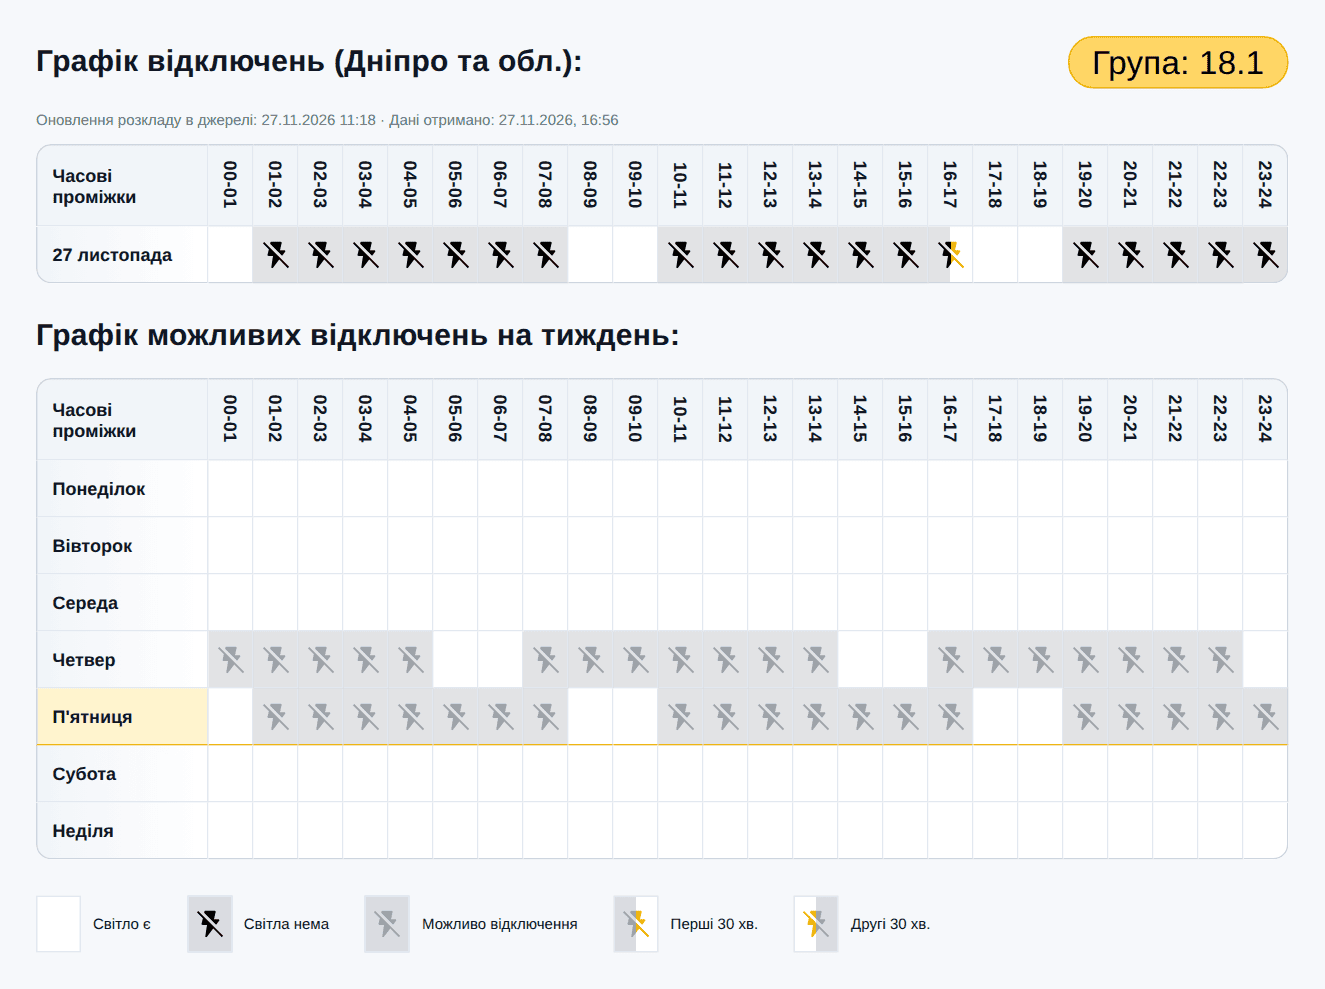 Графік відключень (Дніпро та обл.):
Група: 18.1
Оновлення розкладу в джерелі: 27.11.2026 11:18 · Дані отримано: 27.11.2026, 16:56
Часові проміжки 00-01 01-02 02-03 03-04 04-05 05-06 06-07 07-08 08-09 09-10 10-11 11-12 12-13 13-14 14-15 15-16 16-17 17-18 18-19 19-20 20-21 21-22 22-23 23-24
27 листопада
Графік можливих відключень на тиждень:
Часові проміжки 00-01 01-02 02-03 03-04 04-05 05-06 06-07 07-08 08-09 09-10 10-11 11-12 12-13 13-14 14-15 15-16 16-17 17-18 18-19 19-20 20-21 21-22 22-23 23-24
Понеділок
Вівторок
Середа
Четвер
П'ятниця
Субота
Неділя
Світло є Світла нема Можливо відключення Перші 30 хв. Другі 30 хв.